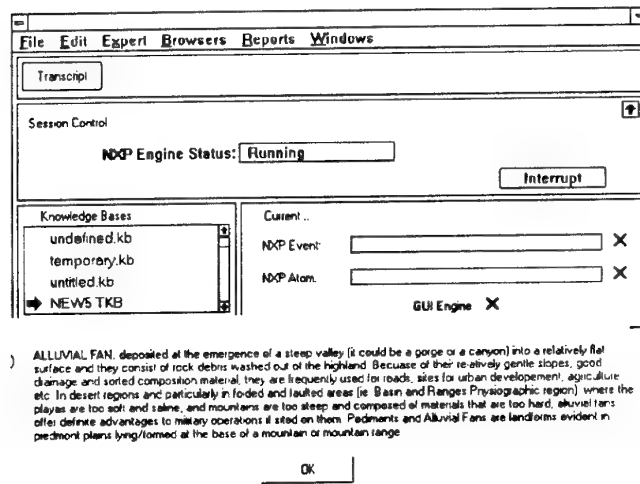 File Edit Expert Browsers Reports Windows
Transcript
Session Control
NXP Engine Status: Running
Interrupt
Knowledge Bases
undefined.kb
temporary.kb
untitled.kb
NEW5 TKB
Current ..
NXP Event:
NXP Atom:
GUI Engine
ALLUVIAL FAN. deposited at the emergence of a steep valley (it could be a gorge or a canyon) into a relatively flat
surface and they consist of rock debris washed out of the highland. Becuase of their relatively gentle slopes, good
drainage and sorted composition material, they are frequently used for roads, sites for urban developement, agriculture
etc. In desert regions and particularly in folded and faulted areas (ie. Basin and Ranges Physiographic region) where the
playas are too soft and saline, and mountains are too steep and composed of materials that are too hard, alluvial fans
offer definite advantages to military operations if sited on them. Pediments and Alluvial Fans are landforms evident in
piedmont plains lying/formed at the base of a mountain or mountain range
OK